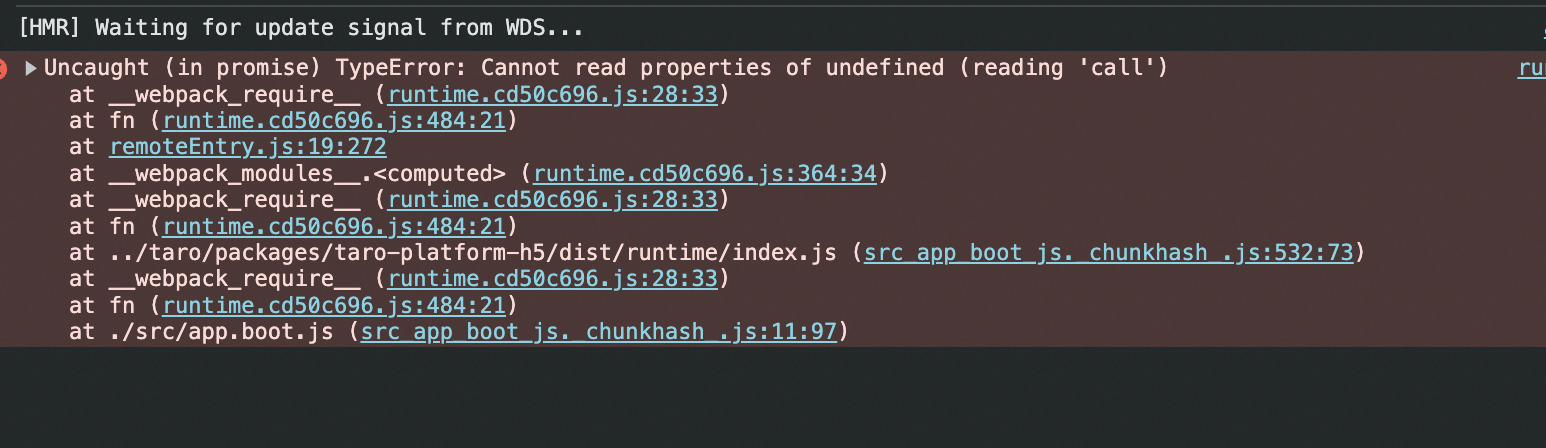 [HMR] Waiting for update signal from WDS...
Uncaught (in promise) TypeError: Cannot read properties of undefined (reading 'call')
at __webpack_require__ (runtime.cd50c696.js:28:33)
at fn (runtime.cd50c696.js:484:21)
at remoteEntry.js:19:272
at __webpack_modules__.<computed> (runtime.cd50c696.js:364:34)
at __webpack_require__ (runtime.cd50c696.js:28:33)
at fn (runtime.cd50c696.js:484:21)
at ../taro/packages/taro-platform-h5/dist/runtime/index.js (src_app_boot_js._chunkhash_.js:532:73)
at __webpack_require__ (runtime.cd50c696.js:28:33)
at fn (runtime.cd50c696.js:484:21)
at ./src/app.boot.js (src_app_boot_js._chunkhash_.js:11:97)